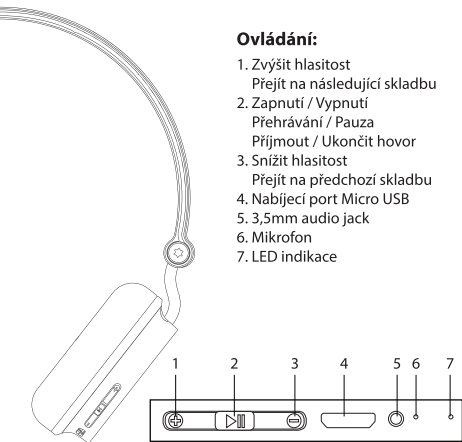 Ovládání:
1. Zvýšit hlasitost
Přejít na následující skladbu
2. Zapnutí / Vypnutí
Přehrávání / Pauza
Příjmout / Ukončit hovor
3. Snížit hlasitost
Přejít na předchozí skladbu
4. Nabíjecí port Micro USB
5. 3,5mm audio jack
6. Mikrofon
7. LED indikace
1 2 3 4 5 6 7